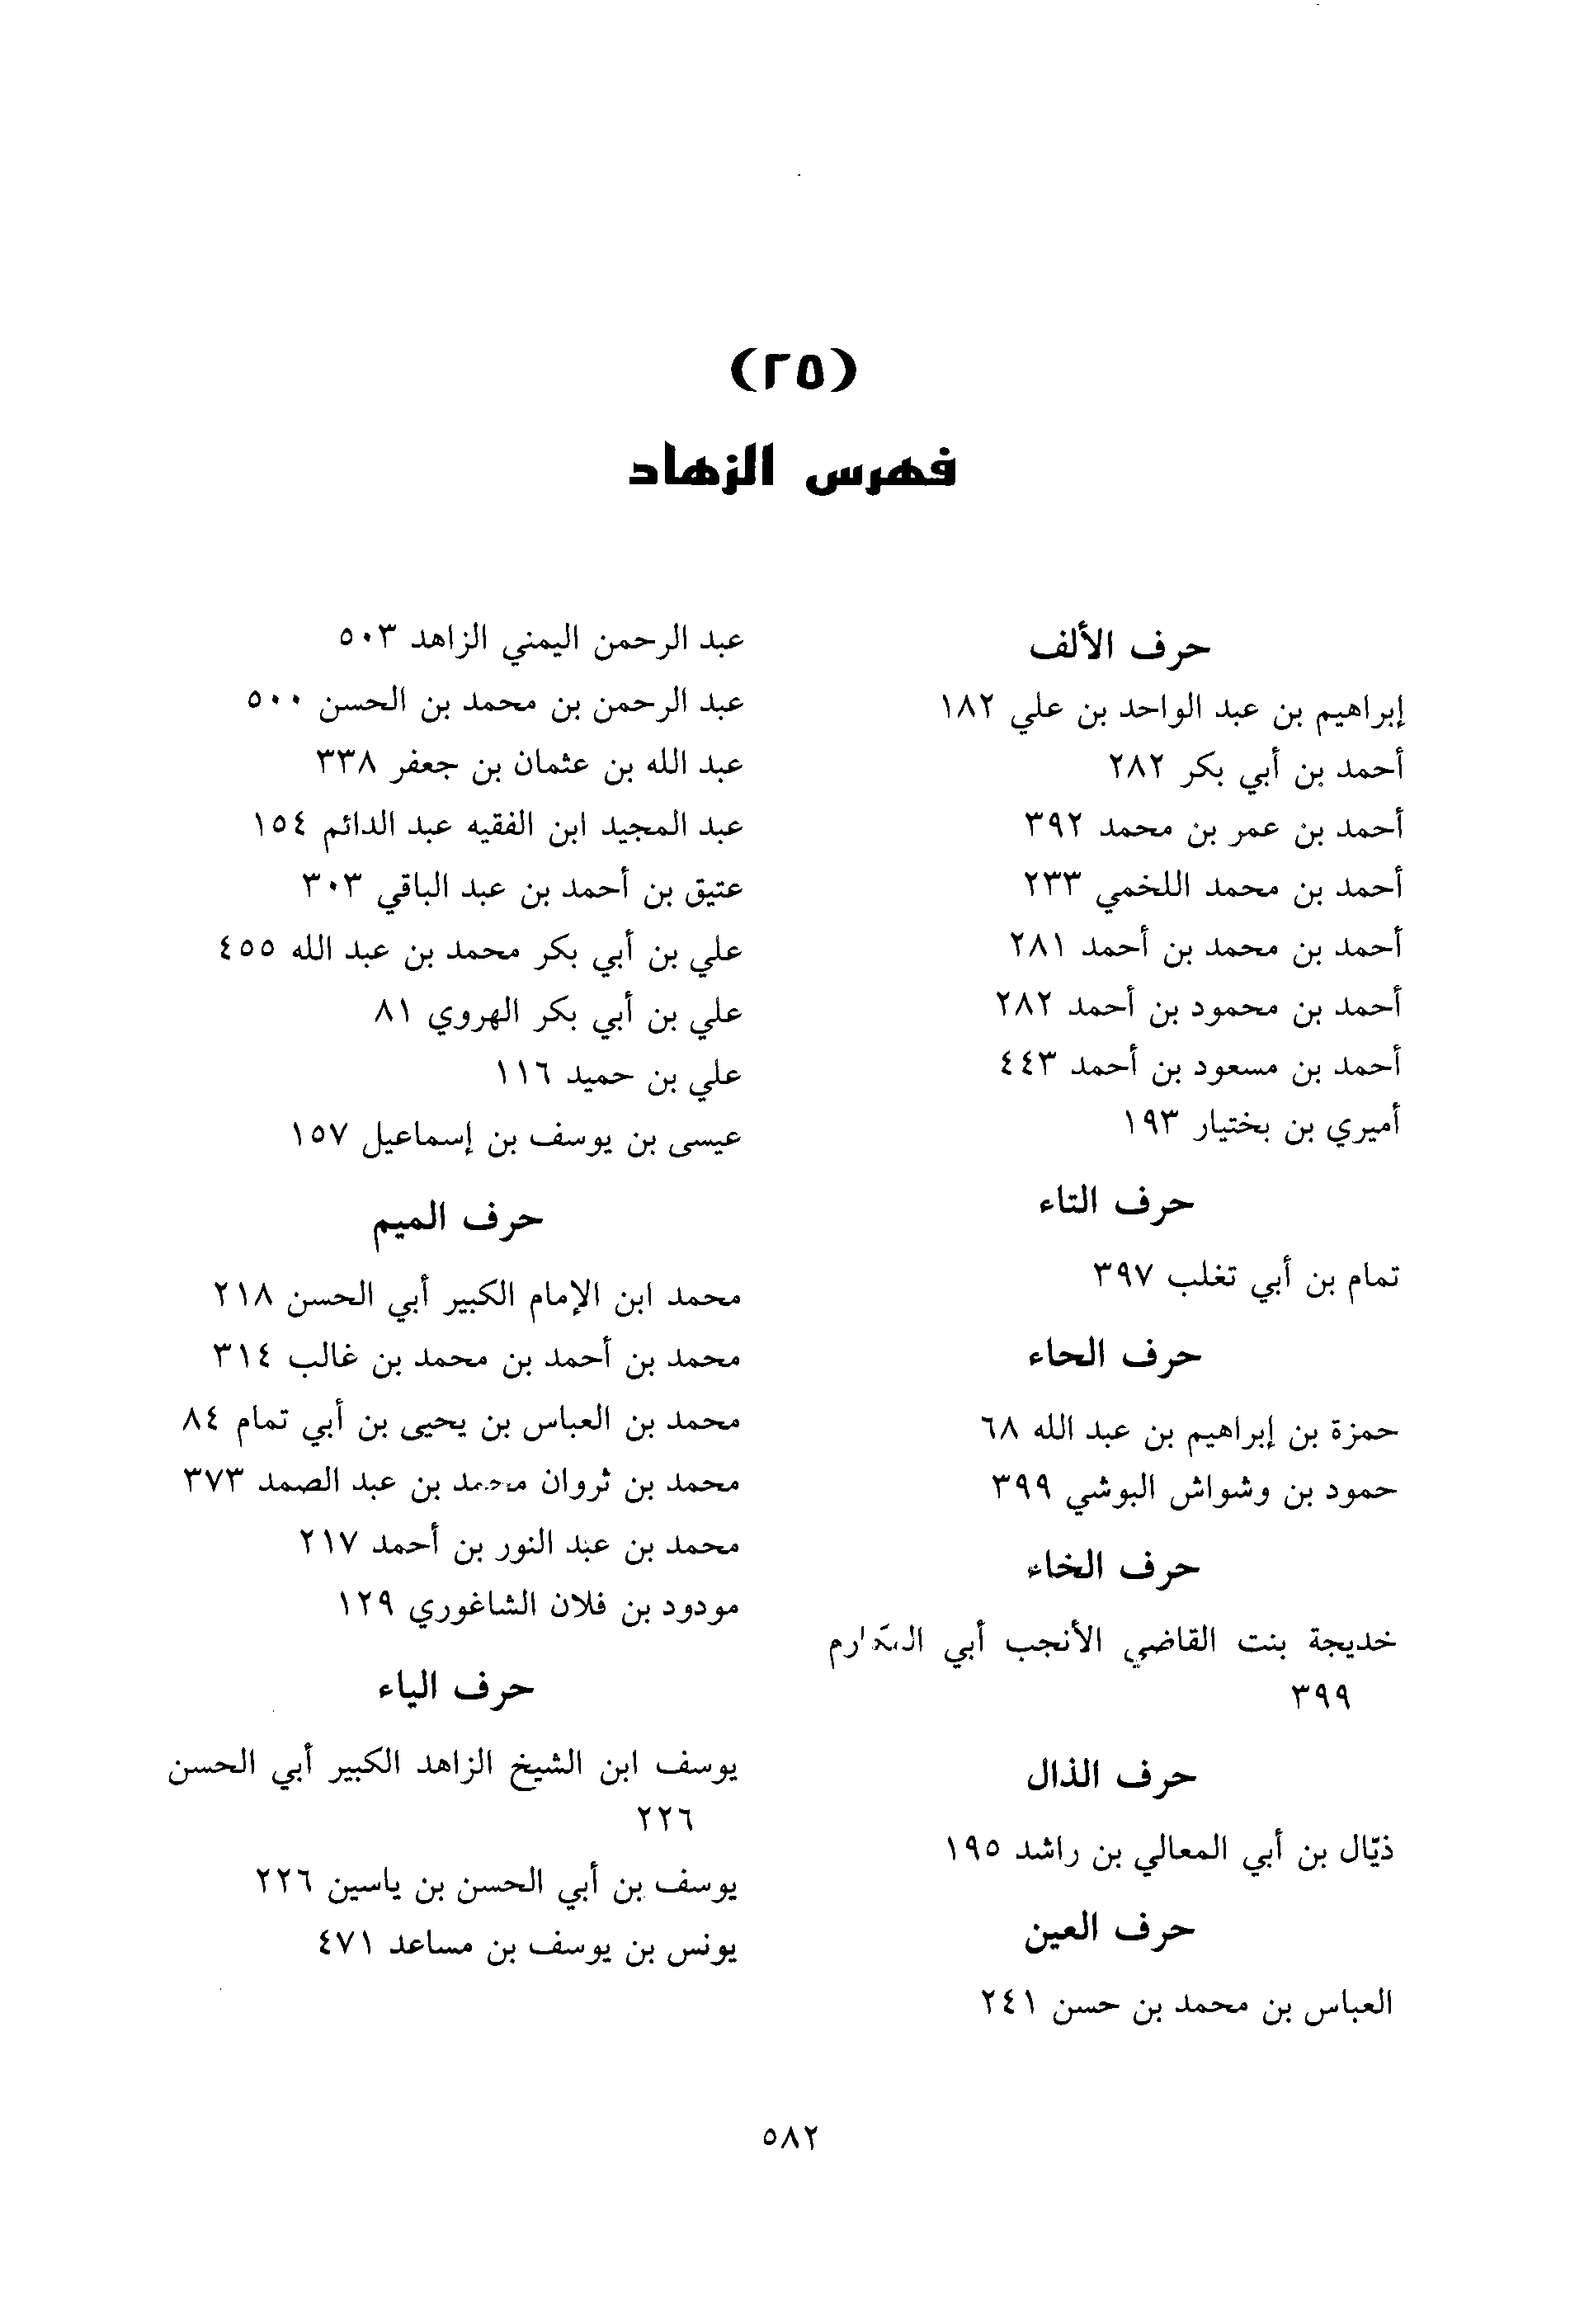 (٢٥)
فهرس الزهاد
حرف الألف
إبراهيم بن عبد الواحد بن علي ١٨٢
أحمد بن أبي بكر ٢٨٢
أحمد بن عمر بن محمد ٣٩٢
أحمد بن محمد اللخمي ٢٣٣
أحمد بن محمد بن أحمد ٢٨١
أحمد بن محمود بن أحمد ٢٨٢
أحمد بن مسعود بن أحمد ٤٤٣
أميري بن بختيار ١٩٣
حرف التاء
تمام بن أبي تغلب ٣٩٧
حرف الحاء
حمزة بن إبراهيم بن عبد الله ٦٨
حمود بن وشواش البوشي ٣٩٩
حرف الخاء
خديجة بنت القاضي الأنجب أبي المكارم
٣٩٩
حرف الذال
ذيّال بن أبي المعالي بن راشد ١٩٥
حرف العين
العباس بن محمد بن حسن ٢٤١
عبد الرحمن اليمني الزاهد ٥٠٣
عبد الرحمن بن محمد بن الحسن ٥٠٠
عبد الله بن عثمان بن جعفر ٣٣٨
عبد المجيد ابن الفقيه عبد الدائم ١٥٤
عتيق بن أحمد بن عبد الباقي ٣٠٣
علي بن أبي بكر محمد بن عبد الله ٤٥٥
علي بن أبي بكر الهروي ٨١
علي بن حميد ١١٦
عيسى بن يوسف بن إسماعيل ١٥٧
حرف الميم
محمد ابن الإمام الكبير أبي الحسن ٢١٨
محمد بن أحمد بن محمد بن غالب ٣١٤
محمد بن العباس بن يحيى بن أبي تمام ٨٤
محمد بن ثروان محمد بن عبد الصمد ٣٧٣
محمد بن عبد النور بن أحمد ٢١٧
مودود بن فلان الشاغوري ١٢٩
حرف الياء
يوسف ابن الشيخ الزاهد الكبير أبي الحسن
٢٢٦
يوسف بن أبي الحسن بن ياسين ٢٢٦
يونس بن يوسف بن مساعد ٤٧١
٥٨٢